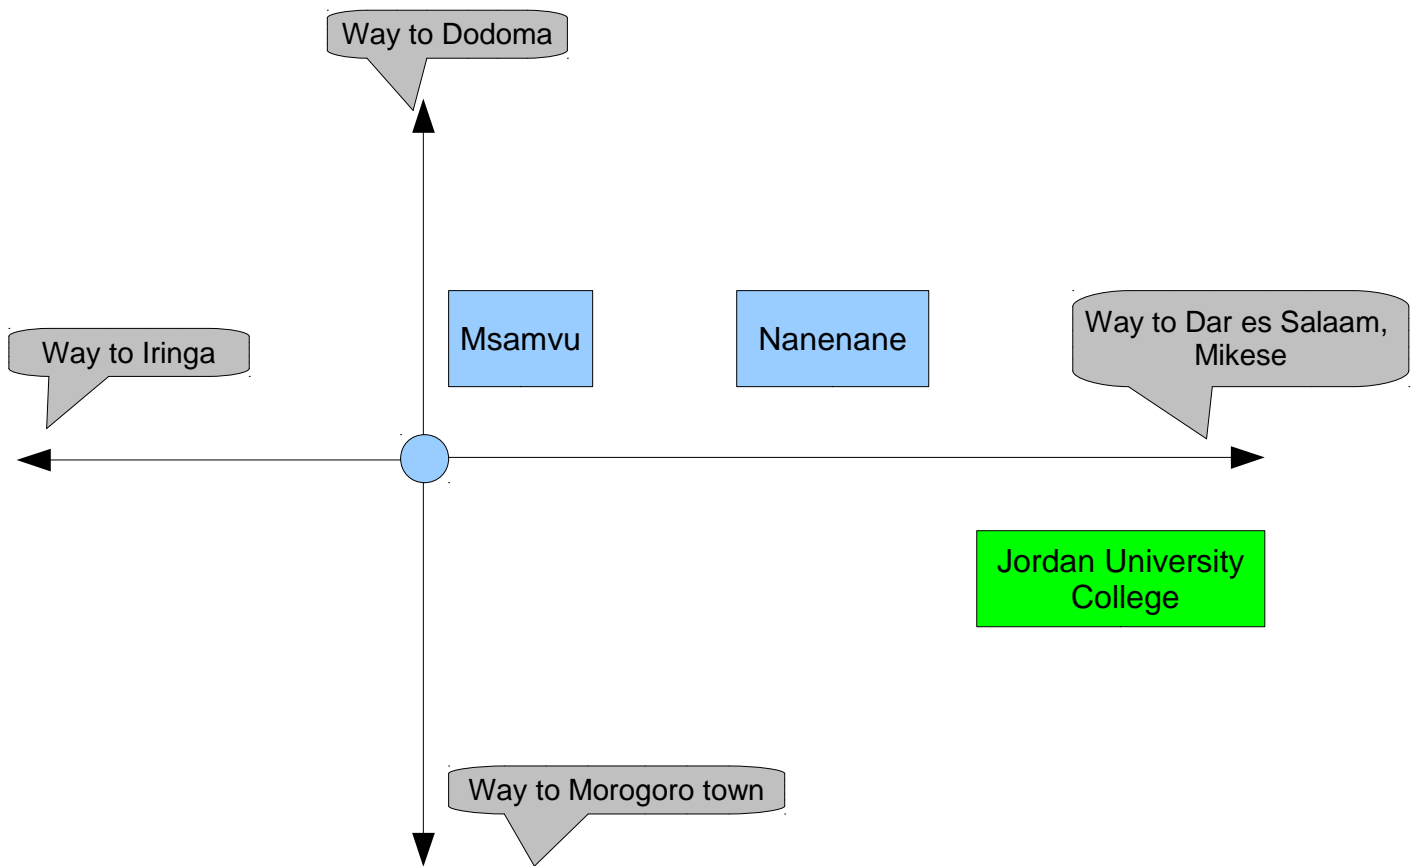 Way to Dodoma
Msamvu
Nanenane
Way to Dar es Salaam,
Mikese
Way to Iringa
Jordan University
College
Way to Morogoro town